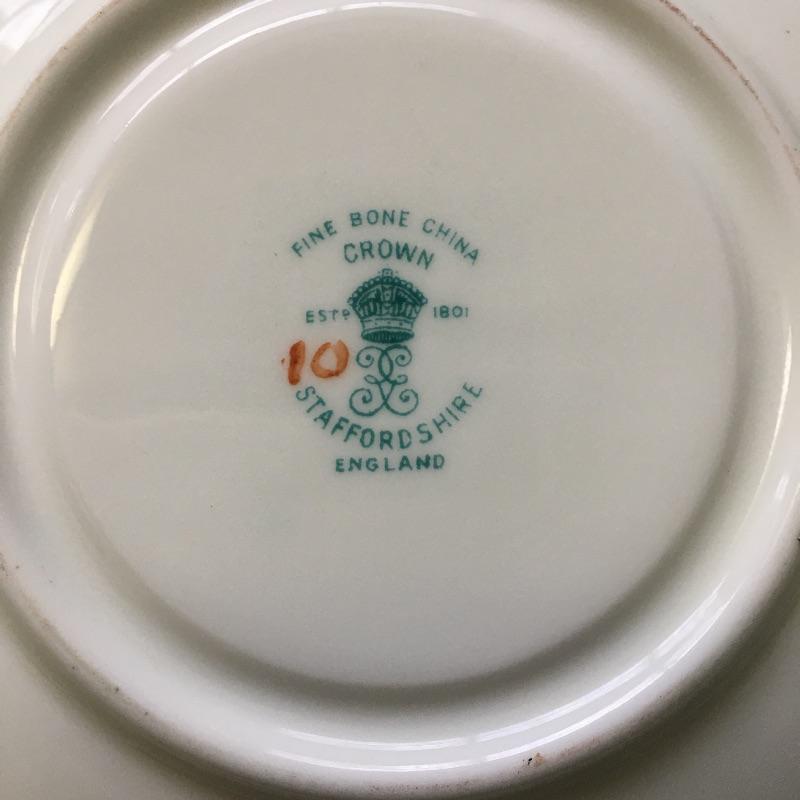 FINE BONE CHINA
CROWN
ESTD 1801
10
STAFFORDSHIRE
ENGLAND